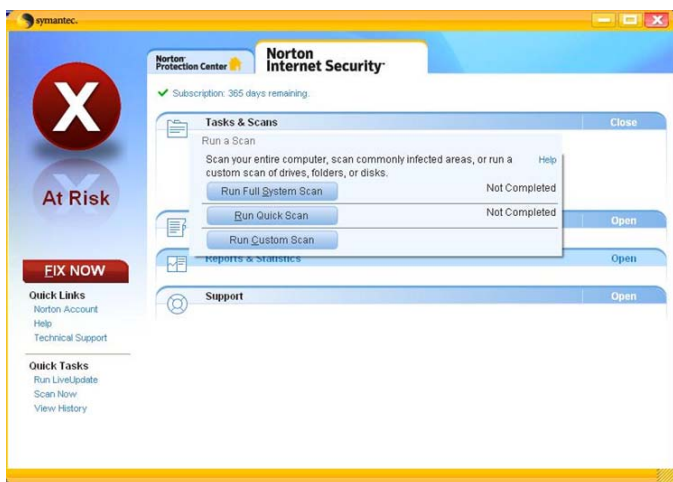 symantec.
Norton
Protection Center
Norton
Internet Security
Subscription: 365 days remaining.
X
At Risk
FIX NOW
Quick Links
Norton Account
Help
Technical Support
Quick Tasks
Run LiveUpdate
Scan Now
View History
Tasks & Scans Close
Run a Scan
Scan your entire computer, scan commonly infected areas, or run a Help
custom scan of drives, folders, or disks.
Run Full System Scan Not Completed
Run Quick Scan Not Completed
Run Custom Scan
Open
Reports & Statistics Open
Support Open